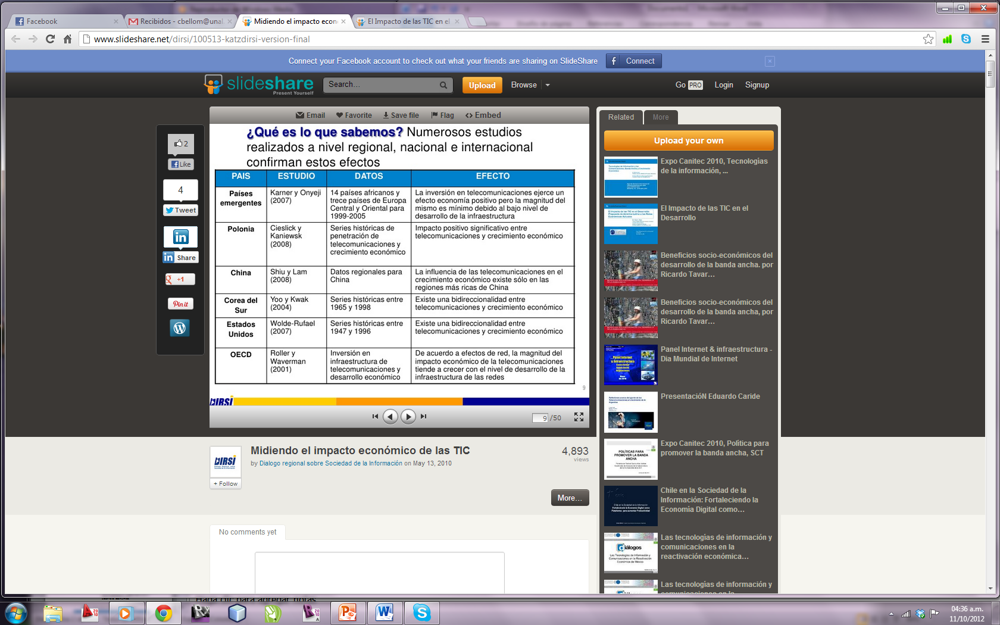 Facebook
Recibidos - cbellom@unal.
Midiendo el impacto econ
El Impacto de las TIC en el
www.slideshare.net/dirsi/100513-katzdirsi-version-final
Connect your Facebook account to check out what your friends are sharing on SlideShare
Connect
slideshare
Present Yourself
Search...
Upload
Browse
Go PRO
Login
Signup
Email
Favorite
Save file
Flag
Embed
2
Like
4
Tweet
in
in Share
+1
Pin it
¿Qué es lo que sabemos? Numerosos estudios
realizados a nivel regional, nacional e internacional
confirman estos efectos
PAIS ESTUDIO DATOS EFECTO
Países
emergentes
Karner y Onyeji
(2007)
14 países africanos y
trece países de Europa
Central y Oriental para
1999-2005
La inversión en telecomunicaciones ejerce un
efecto economía positivo pero la magnitud del
mismo es mínimo debido al bajo nivel de
desarrollo de la infraestructura
Polonia
Cieslick y
Kaniewsk
(2008)
Series históricas de
penetración de
telecomunicaciones y
crecimiento económico
Impacto positivo significativo entre
telecomunicaciones y crecimiento económico
China
Shiu y Lam
(2008)
Datos regionales para
China
La influencia de las telecomunicaciones en el
crecimiento económico existe sólo en las
regiones más ricas de China
Corea del
Sur
Yoo y Kwak
(2004)
Series históricas entre
1965 y 1998
Existe una bidireccionalidad entre
telecomunicaciones y crecimiento económico
Estados
Unidos
Wolde-Rufael
(2007)
Series históricas entre
1947 y 1996
Existe una bidireccionalidad entre
telecomunicaciones y crecimiento económico
OECD
Roller y
Waverman
(2001)
Inversión en
infraestructura de
telecomunicaciones y
desarrollo económico
De acuerdo a efectos de red, la magnitud del
impacto económico de la telecomunicaciones
tiende a crecer con el nivel de desarrollo de la
infraestructura de las redes
9
DIRSI
9 /50
DIRSI
+ Follow
Midiendo el impacto económico de las TIC
by Dialogo regional sobre Sociedad de la Información on May 13, 2010
4,893
views
More...
No comments yet
Related
More
Upload your own
Expo Canitec 2010, Tecnologías
de la información, ...
El Impacto de las TIC en el
Desarrollo
Beneficios socio-económicos del
desarrollo de la banda ancha. por
Ricardo Tavar...
Beneficios socio-económicos del
desarrollo de la banda ancha, por
Ricardo Tavar...
Panel Internet & infraestructura -
Dia Mundial de Internet
PresentacióN Eduardo Caride
Expo Canitec 2010, Política para
promover la banda ancha, SCT
POLÍTICAS PARA
PROMOVER LA BANDA
ANCHA
Chile en la Sociedad de la
Información: Fortaleciendo la
Economía Digital como...
Las tecnologías de información y
comunicaciones en la
reactivación económica...
diálogos
Las tecnologías de información y
Haga clic para agregar notas
04:36 a.m.
11/10/2012